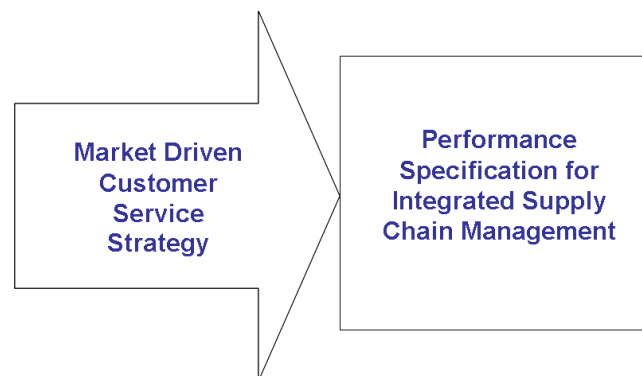 Market Driven
Customer
Service
Strategy
Performance
Specification for
Integrated Supply
Chain Management